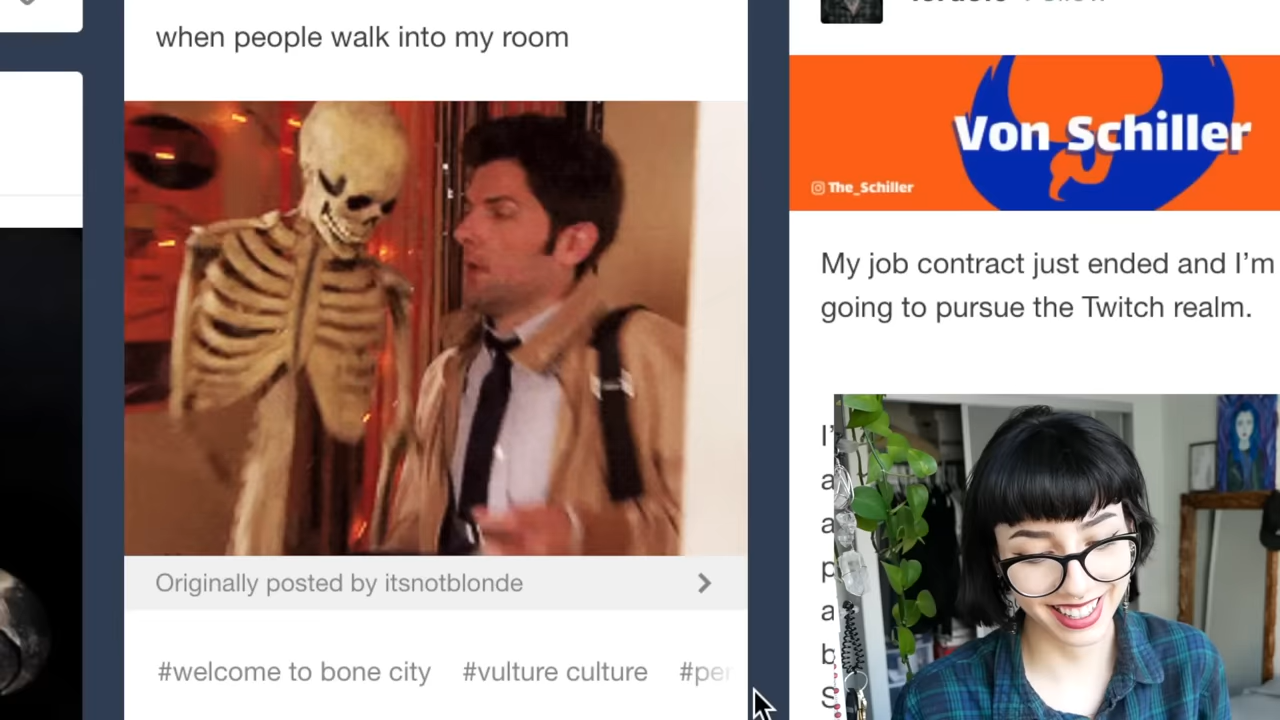 when people walk into my room
Originally posted by itsnotblonde
#welcome to bone city #vulture culture
Follow
Von Schiller
The_Schiller
My job contract just ended and I'm
going to pursue the Twitch realm.
I'
a
a
p
a
b
S